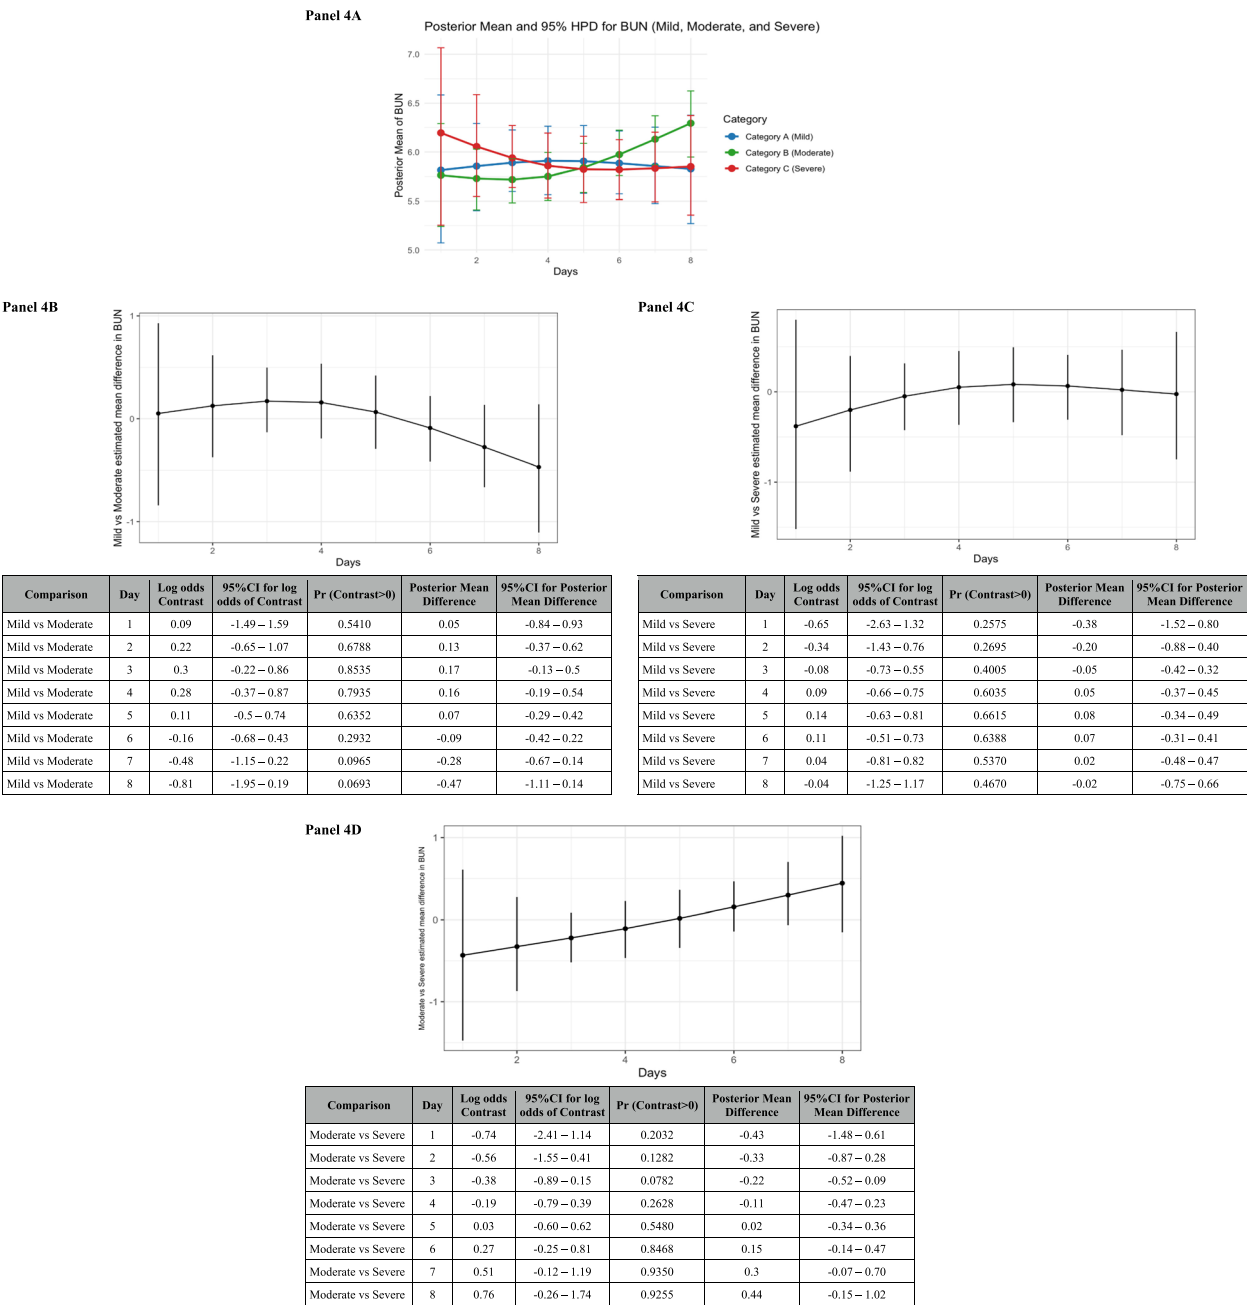 Panel 4A
Posterior Mean and 95% HPD for BUN (Mild, Moderate, and Severe)
Posterior Mean of BUN
7.0
6.5
6.0
5.5
5.0
2 4 6 8
Days
Category
Category A (Mild)
Category B (Moderate)
Category C (Severe)
Panel 4B
Mild vs Moderate estimated mean difference in BUN
1
0
-1
2 4 6 8
Days
Comparison Day Log odds Contrast 95%CI for log odds of Contrast Pr (Contrast>0) Posterior Mean Difference 95%CI for Posterior Mean Difference
Mild vs Moderate 1 0.09 -1.49 – 1.59 0.5410 0.05 -0.84 – 0.93
Mild vs Moderate 2 0.22 -0.65 – 1.07 0.6788 0.13 -0.37 – 0.62
Mild vs Moderate 3 0.3 -0.22 – 0.86 0.8535 0.17 -0.13 – 0.5
Mild vs Moderate 4 0.28 -0.37 – 0.87 0.7935 0.16 -0.19 – 0.54
Mild vs Moderate 5 0.11 -0.5 – 0.74 0.6352 0.07 -0.29 – 0.42
Mild vs Moderate 6 -0.16 -0.68 – 0.43 0.2932 -0.09 -0.42 – 0.22
Mild vs Moderate 7 -0.48 -1.15 – 0.22 0.0965 -0.28 -0.67 – 0.14
Mild vs Moderate 8 -0.81 -1.95 – 0.19 0.0693 -0.47 -1.11 – 0.14
Panel 4C
Mild vs Severe estimated mean difference in BUN
0
-1
2 4 6 8
Days
Comparison Day Log odds Contrast 95%CI for log odds of Contrast Pr (Contrast>0) Posterior Mean Difference 95%CI for Posterior Mean Difference
Mild vs Severe 1 -0.65 -2.63 – 1.32 0.2575 -0.38 -1.52 – 0.80
Mild vs Severe 2 -0.34 -1.43 – 0.76 0.2695 -0.20 -0.88 – 0.40
Mild vs Severe 3 -0.08 -0.73 – 0.55 0.4005 -0.05 -0.42 – 0.32
Mild vs Severe 4 0.09 -0.66 – 0.75 0.6035 0.05 -0.37 – 0.45
Mild vs Severe 5 0.14 -0.63 – 0.81 0.6615 0.08 -0.34 – 0.49
Mild vs Severe 6 0.11 -0.51 – 0.73 0.6388 0.07 -0.31 – 0.41
Mild vs Severe 7 0.04 -0.81 – 0.82 0.5370 0.02 -0.48 – 0.47
Mild vs Severe 8 -0.04 -1.25 – 1.17 0.4670 -0.02 -0.75 – 0.66
Panel 4D
Moderate vs Severe estimated mean difference in BUN
1
0
-1
2 4 6 8
Days
Comparison Day Log odds Contrast 95%CI for log odds of Contrast Pr (Contrast>0) Posterior Mean Difference 95%CI for Posterior Mean Difference
Moderate vs Severe 1 -0.74 -2.41 – 1.14 0.2032 -0.43 -1.48 – 0.61
Moderate vs Severe 2 -0.56 -1.55 – 0.41 0.1282 -0.33 -0.87 – 0.28
Moderate vs Severe 3 -0.38 -0.89 – 0.15 0.0782 -0.22 -0.52 – 0.09
Moderate vs Severe 4 -0.19 -0.79 – 0.39 0.2628 -0.11 -0.47 – 0.23
Moderate vs Severe 5 0.03 -0.60 – 0.62 0.5480 0.02 -0.34 – 0.36
Moderate vs Severe 6 0.27 -0.25 – 0.81 0.8468 0.15 -0.14 – 0.47
Moderate vs Severe 7 0.51 -0.12 – 1.19 0.9350 0.3 -0.07 – 0.70
Moderate vs Severe 8 0.76 -0.26 – 1.74 0.9255 0.44 -0.15 – 1.02